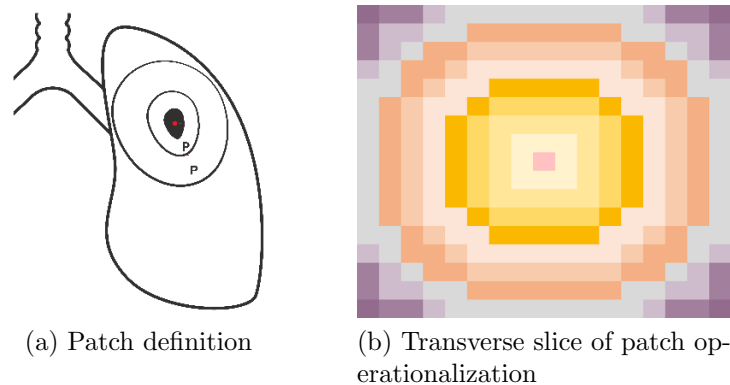 P
P
(a) Patch definition
(b) Transverse slice of patch op-
erationalization